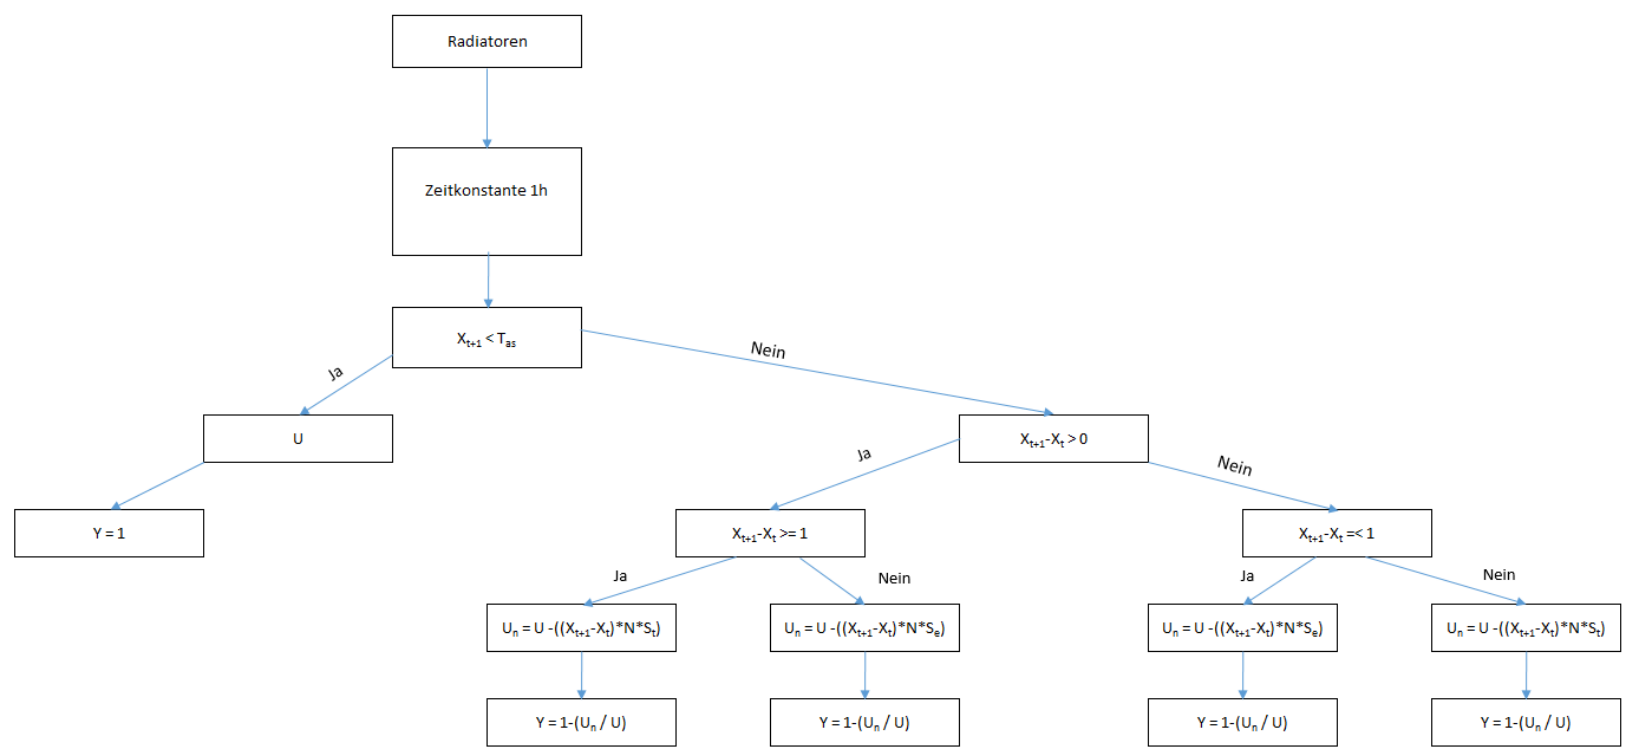 Radiatoren
Zeitkonstante 1h
Xt+1 < Tas
Ja
Nein
U
Xt+1-Xt > 0
Ja
Nein
Y = 1
Xt+1-Xt >= 1
Xt+1-Xt =< 1
Ja
Nein
Ja
Nein
Un = U -((Xt+1-Xt)*N*St)
Un = U -((Xt+1-Xt)*N*Se)
Un = U -((Xt+1-Xt)*N*Se)
Un = U -((Xt+1-Xt)*N*St)
Y = 1-(Un / U)
Y = 1-(Un / U)
Y = 1-(Un / U)
Y = 1-(Un / U)